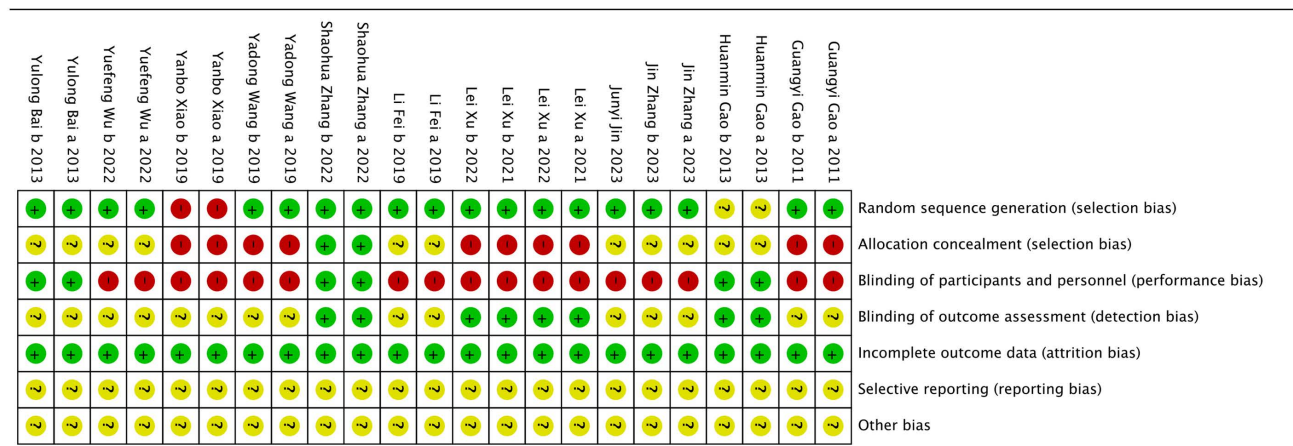 Yulong Bai b 2013
Yulong Bai a 2013
Yuefeng Wu b 2022
Yuefeng Wu a 2022
Yanbo Xiao b 2019
Yanbo Xiao a 2019
Yadong Wang b 2019
Yadong Wang a 2019
Shaohua Zhang b 2022
Shaohua Zhang a 2022
Li Fei b 2019
Li Fei a 2019
Lei Xu b 2022
Lei Xu b 2021
Lei Xu a 2022
Lei Xu a 2021
Junyi Jin 2023
Jin Zhang b 2023
Jin Zhang a 2023
Huanmin Gao b 2013
Huanmin Gao a 2013
Guangyi Gao b 2011
Guangyi Gao a 2011
+ + + + - - + + + + + + + + + + + + + ? ? + + Random sequence generation (selection bias)
? ? ? ? - - - - + + ? ? - - - - ? ? ? ? ? - - Allocation concealment (selection bias)
+ + - - - - - - + + - - - - - - - - - + + - - Blinding of participants and personnel (performance bias)
? ? ? ? ? ? ? ? + + ? ? + + + + ? ? ? + + ? ? Blinding of outcome assessment (detection bias)
+ + + + + + + + + + + + + + + + + + + + + + + Incomplete outcome data (attrition bias)
? ? ? ? ? ? ? ? ? ? ? ? ? ? ? ? ? ? ? ? ? ? ? Selective reporting (reporting bias)
? ? ? ? ? ? ? ? ? ? ? ? ? ? ? ? ? ? ? ? ? ? ? Other bias